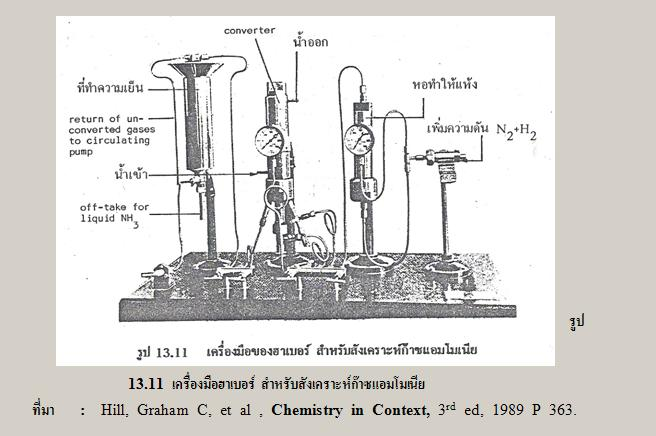 converter
น้ำออก
ที่ทำความเย็น
หอทำให้แห้ง
return of un-
converted gases
to circulating
pump
เพิ่มความดัน N₂+H₂
น้ำเข้า
off-take for
liquid NH₃
รูป
รูป 13.11 เครื่องมือของฮาเบอร์ สำหรับสังเคราะห์ก๊าซแอมโมเนีย
13.11 เครื่องมือฮาเบอร์ สำหรับสังเคราะห์ก๊าซแอมโมเนีย
ที่มา : Hill, Graham C, et al , Chemistry in Context, 3rd ed, 1989 P 363.